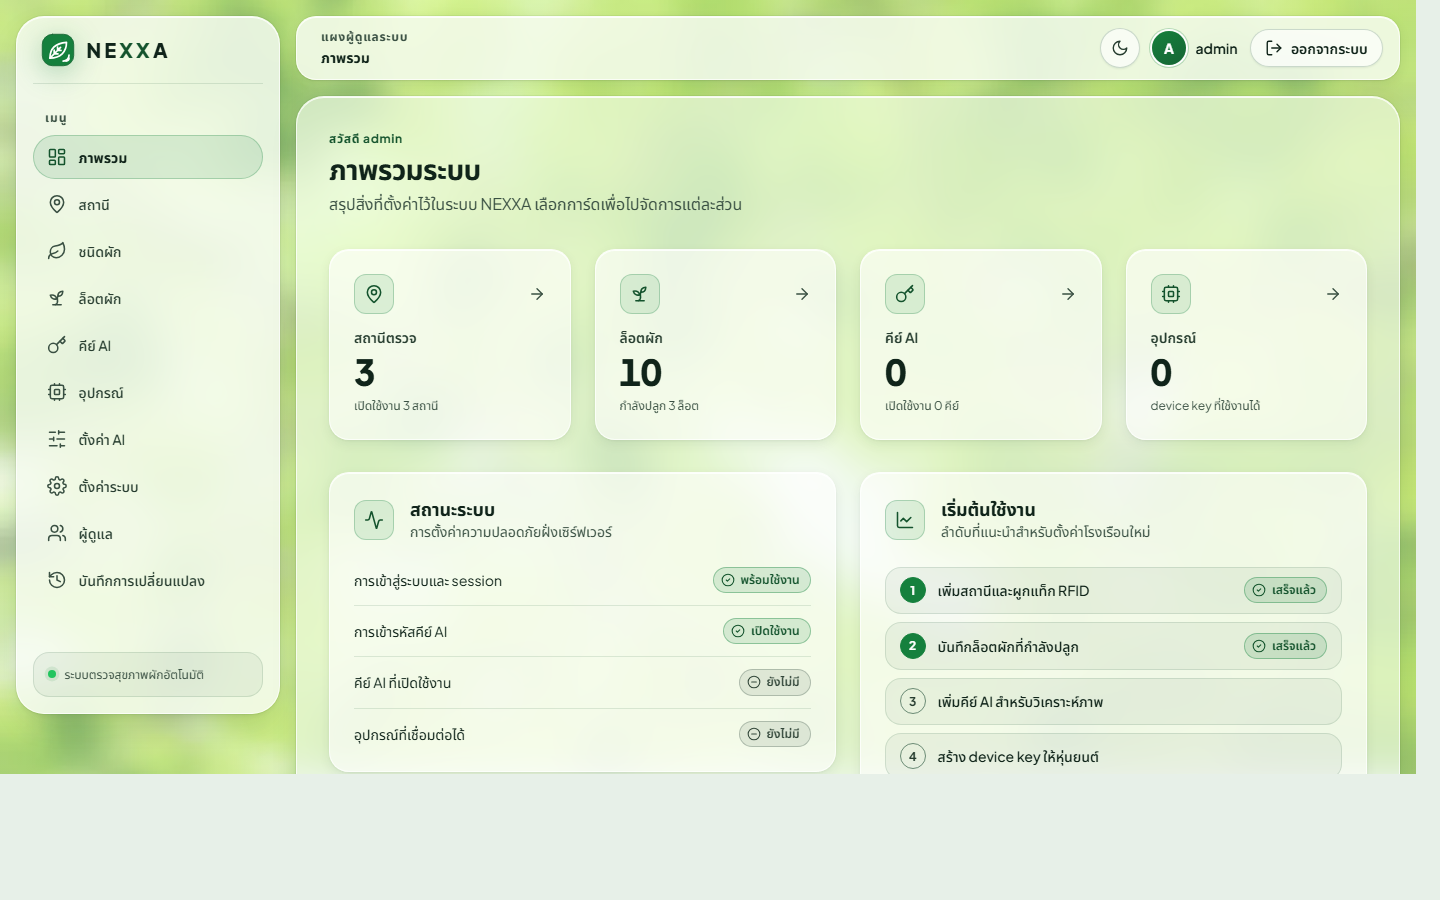 NEXXA
เมนู
ภาพรวม
สถานี
ชนิดผัก
ล็อตผัก
คีย์ AI
อุปกรณ์
ตั้งค่า AI
ตั้งค่าระบบ
ผู้ดูแล
บันทึกการเปลี่ยนแปลง
ระบบตรวจสุขภาพผักอัตโนมัติ
แผงผู้ดูแลระบบ
ภาพรวม
A admin ออกจากระบบ
สวัสดี admin
ภาพรวมระบบ
สรุปสิ่งที่ตั้งค่าไว้ในระบบ NEXXA เลือกการ์ดเพื่อไปจัดการแต่ละส่วน
สถานีตรวจ
3
เปิดใช้งาน 3 สถานี
ล็อตผัก
10
กำลังปลูก 3 ล็อต
คีย์ AI
0
เปิดใช้งาน 0 คีย์
อุปกรณ์
0
device key ที่ใช้งานได้
สถานะระบบ
การตั้งค่าความปลอดภัยฝั่งเซิร์ฟเวอร์
การเข้าสู่ระบบและ session พร้อมใช้งาน
การเข้ารหัสคีย์ AI เปิดใช้งาน
คีย์ AI ที่เปิดใช้งาน ยังไม่มี
อุปกรณ์ที่เชื่อมต่อได้ ยังไม่มี
เริ่มต้นใช้งาน
ลำดับที่แนะนำสำหรับตั้งค่าโรงเรือนใหม่
1 เพิ่มสถานีและผูกแท็ก RFID เสร็จแล้ว
2 บันทึกล็อตผักที่กำลังปลูก เสร็จแล้ว
3 เพิ่มคีย์ AI สำหรับวิเคราะห์ภาพ
4 สร้าง device key ให้หุ่นยนต์